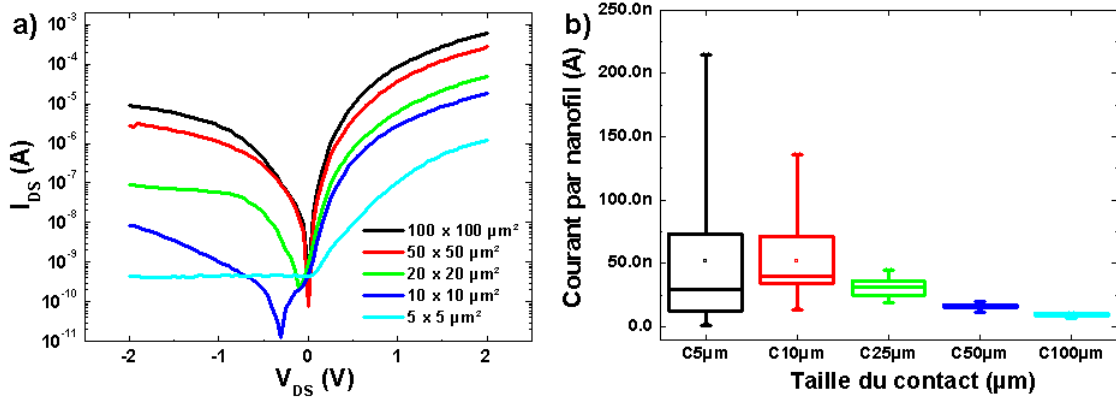 a)
10⁻³
10⁻⁴
10⁻⁵
10⁻⁶
10⁻⁷
10⁻⁸
10⁻⁹
10⁻¹⁰
10⁻¹¹
I_DS (A)
100 x 100 µm²
50 x 50 µm²
20 x 20 µm²
10 x 10 µm²
5 x 5 µm²
-2
-1
0
1
2
V_DS (V)
b)
250.0n
200.0n
150.0n
100.0n
50.0n
0.0
Courant par nanofil (A)
C5µm
C10µm
C25µm
C50µm
C100µm
Taille du contact (µm)